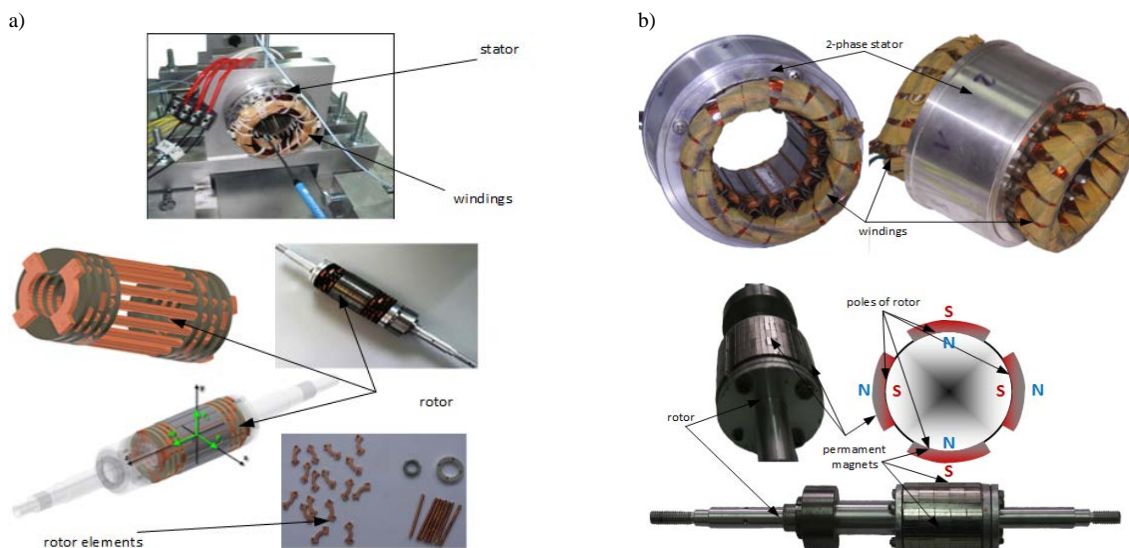 a)
stator
windings
rotor
rotor elements
b)
2-phase stator
windings
poles of rotor
S
N
N
S
S
N
rotor
N
permament
magnets
S